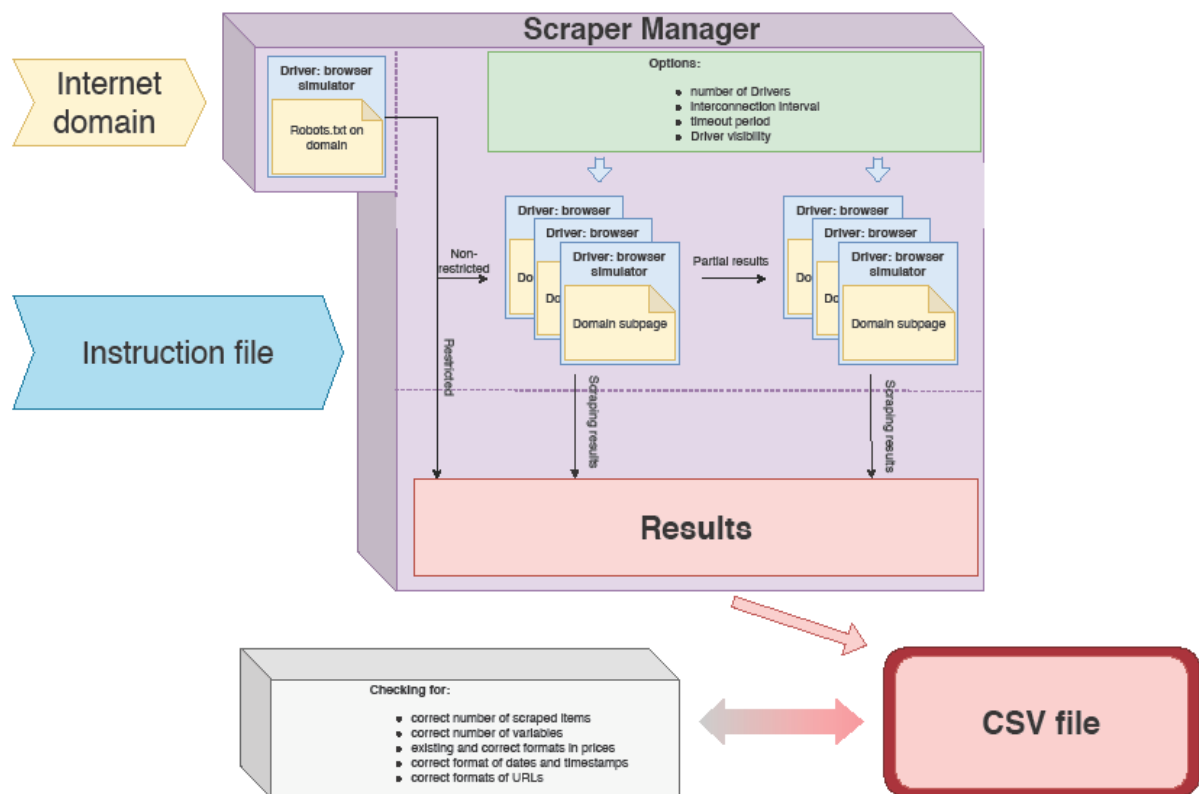 Scraper Manager
Internet
domain
Driver: browser
simulator
Robots.txt on
domain
Options:
number of Drivers
Interconnection Interval
timeout period
Driver visibility
Instruction file
Non-
restricted
Restricted
Driver: browser
Do
Driver: browser
Do
Driver: browser
simulator
Domain subpage
Partial results
Driver: browser
Do
Driver: browser
Do
Driver: browser
simulator
Domain subpage
Scraping results
Scraping results
Results
Checking for:
correct number of scraped items
correct number of variables
existing and correct formats in prices
correct format of dates and timestamps
correct formats of URLs
CSV file